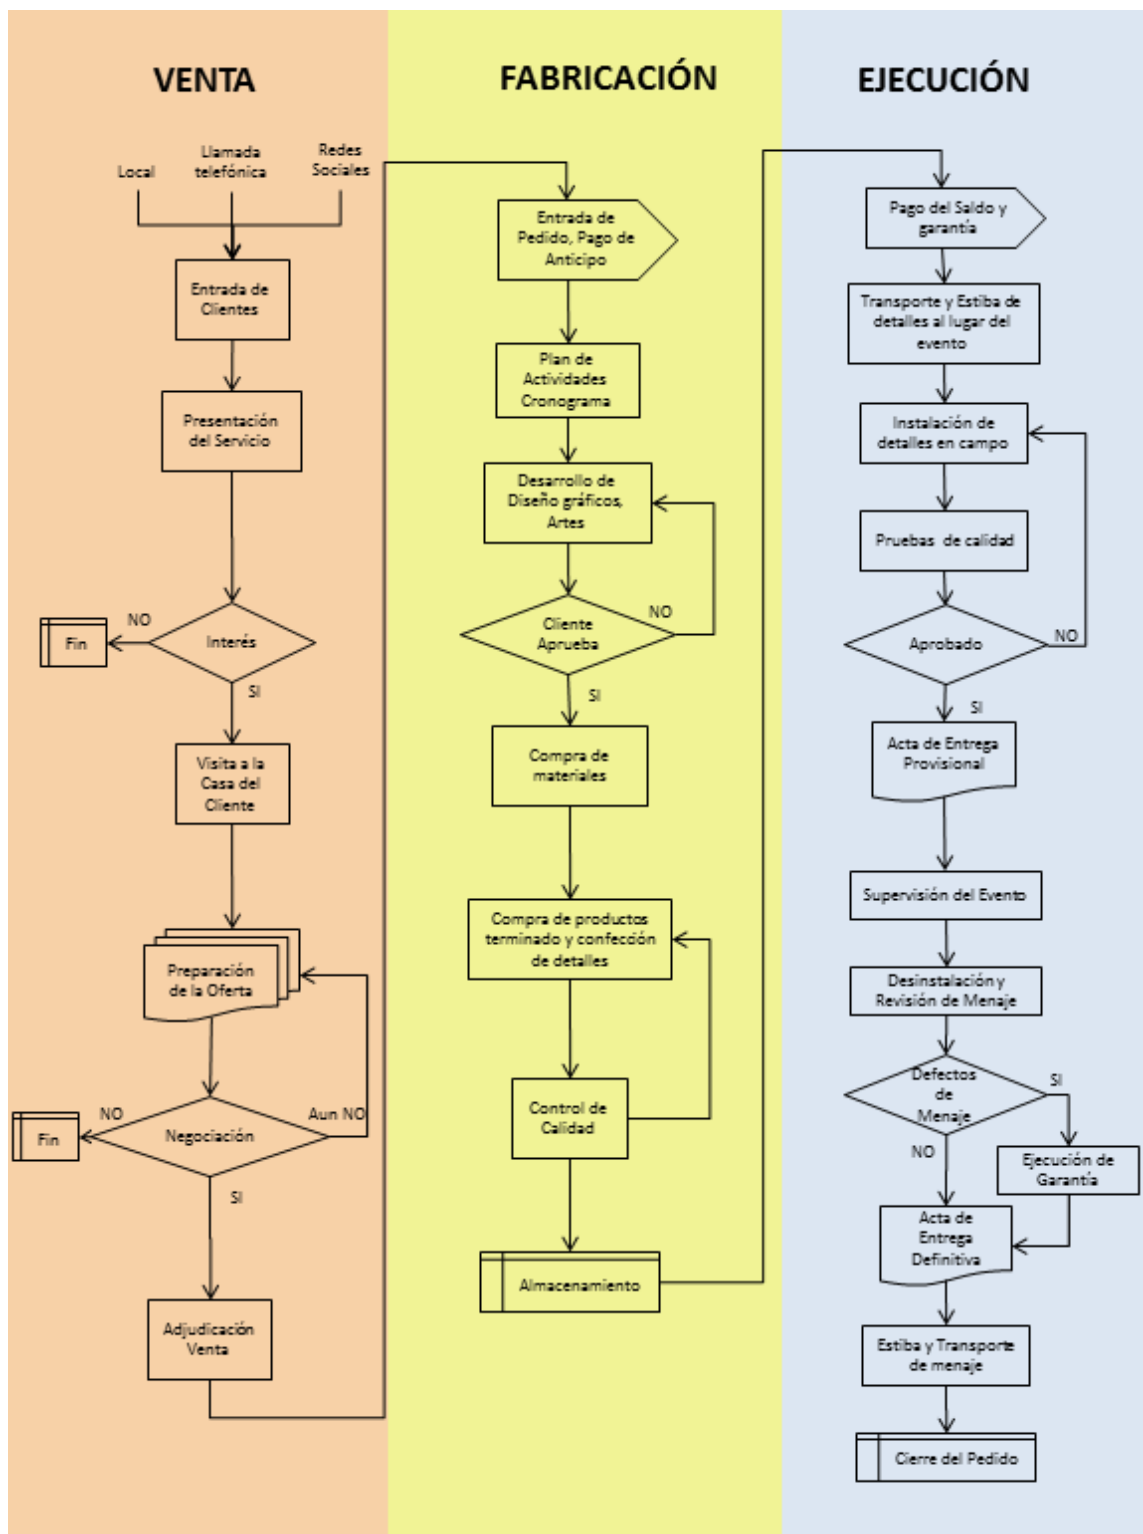 VENTA
Local
Llamada
telefónica
Redes
Sociales
Entrada de
Clientes
Presentación
del Servicio
Interés
NO
Fin
SI
Visita a la
Casa del
Cliente
Preparación
de la Oferta
Negociación
NO
Aun NO
Fin
SI
Adjudicación
Venta
FABRICACIÓN
Entrada de
Pedido, Pago de
Anticipo
Plan de
Actividades
Cronograma
Desarrollo de
Diseño gráficos,
Artes
Cliente
Aprueba
NO
SI
Compra de
materiales
Compra de productos
terminado y confección
de detalles
Control de
Calidad
Almacenamiento
EJECUCIÓN
Pago del Saldo y
garantía
Transporte y Estiba de
detalles al lugar del
evento
Instalación de
detalles en campo
Pruebas de calidad
Aprobado
NO
SI
Acta de Entrega
Provisional
Supervisión del Evento
Desinstalación y
Revisión de Menaje
Defectos
de
Menaje
SI
NO
Ejecución de
Garantía
Acta de
Entrega
Definitiva
Estiba y Transporte
de menaje
Cierre del Pedido